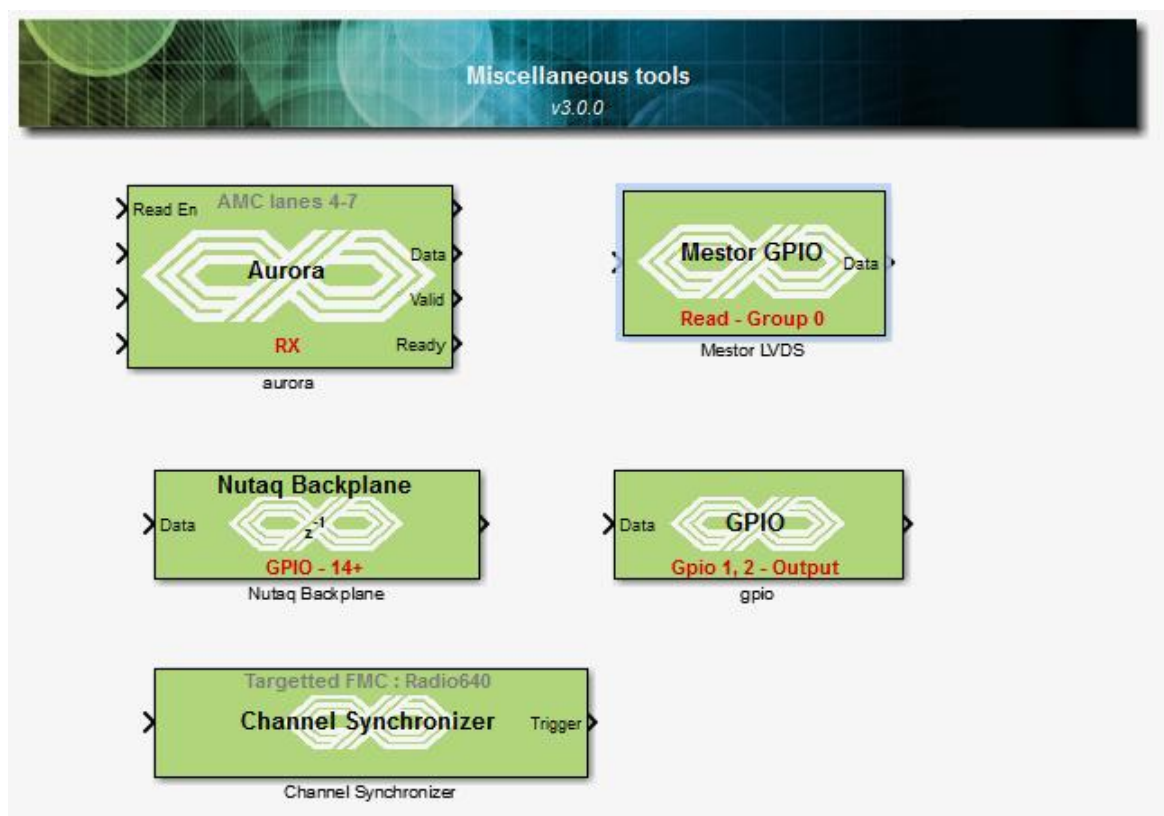 Miscellaneous tools
v3.0.0
AMC lanes 4-7
Read En
Data
Aurora
Valid
RX
Ready
aurora
Mestor GPIO
Data
Read - Group 0
Mestor LVDS
Nutaq Backplane
Data
z-1
GPIO - 14+
Nutaq Backplane
Data
GPIO
Gpio 1, 2 - Output
gpio
Targetted FMC : Radio640
Channel Synchronizer
Trigger
Channel Synchronizer